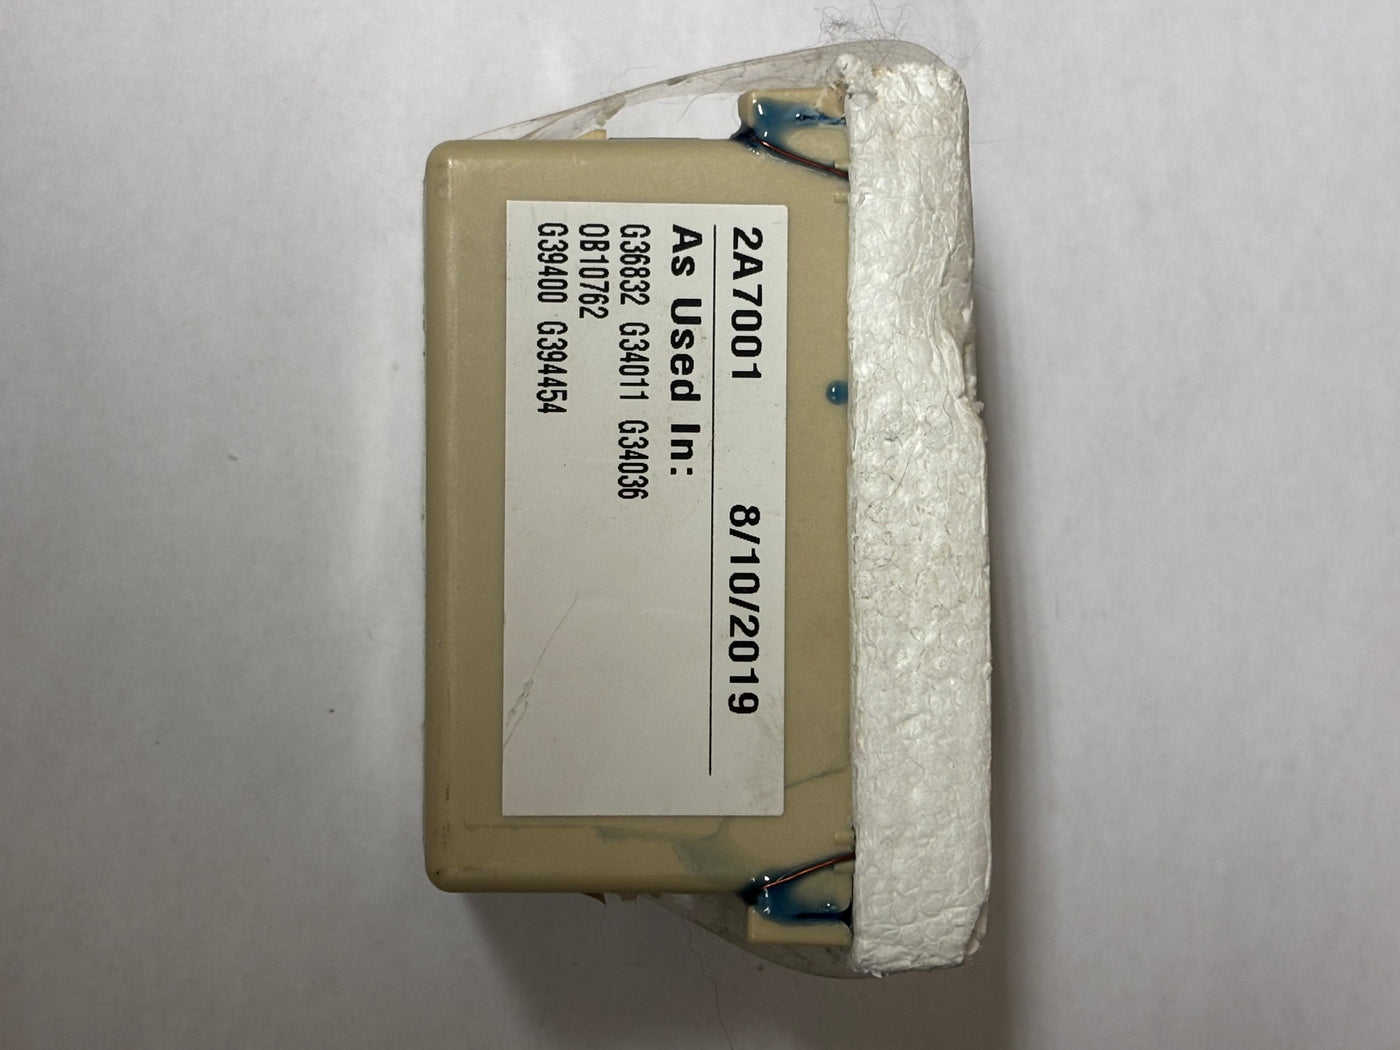 2A7001 8/10/2019
As Used In:
G36832 G34011 G34036
0B10762
G39400 G394454